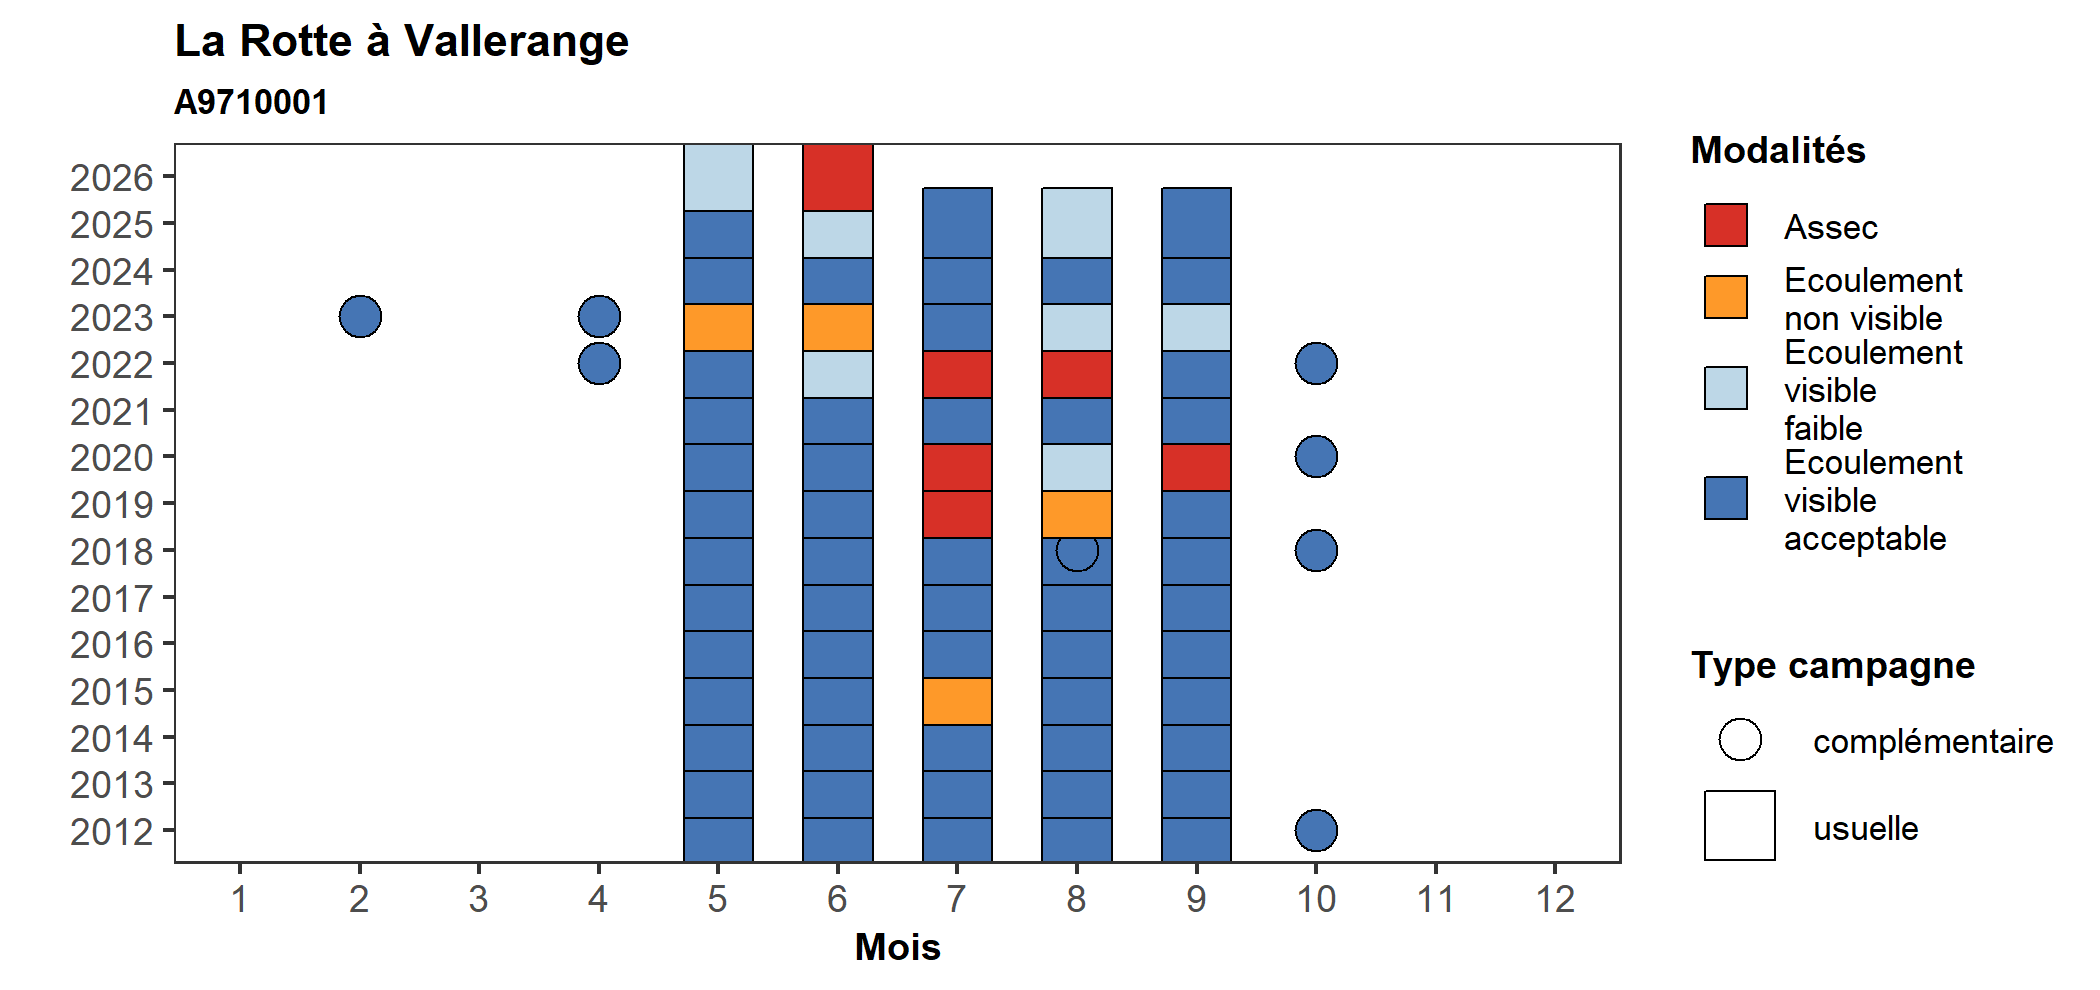 La Rotte à Vallerange
A9710001
2026
2025
2024
2023
2022
2021
2020
2019
2018
2017
2016
2015
2014
2013
2012
1 2 3 4 5 6 7 8 9 10 11 12
Mois
Modalités
Assec
Ecoulement
non visible
Ecoulement
visible
faible
Ecoulement
visible
acceptable
Type campagne
complémentaire
usuelle